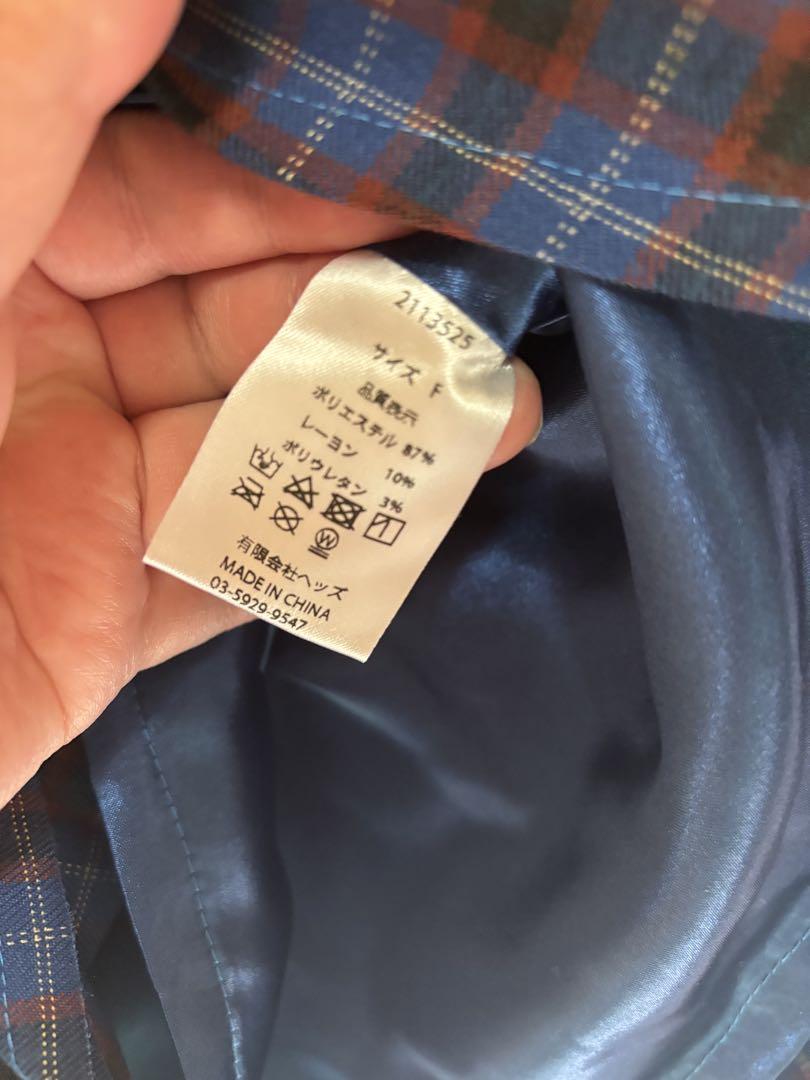 2113525
サイズ F
品質表示
ポリエステル 87%
レーヨン 10%
ポリウレタン 3%
W
有限会社ヘッズ
MADE IN CHINA
03-5929-9547